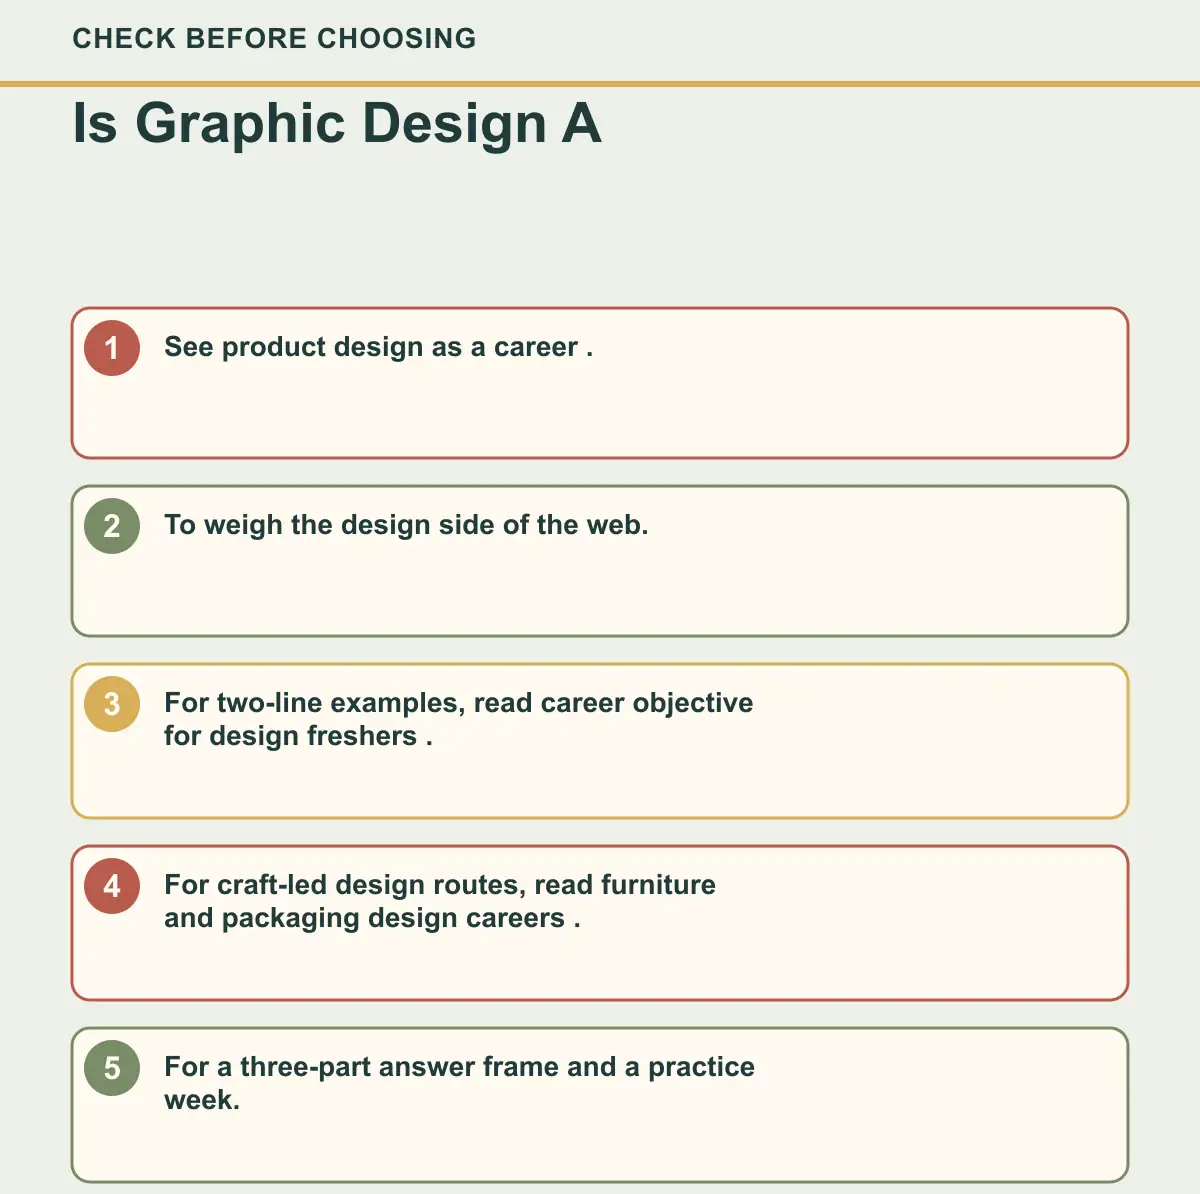 CHECK BEFORE CHOOSING
Is Graphic Design A
1
See product design as a career .
2
To weigh the design side of the web.
3
For two-line examples, read career objective
for design freshers .
4
For craft-led design routes, read furniture
and packaging design careers .
5
For a three-part answer frame and a practice
week.